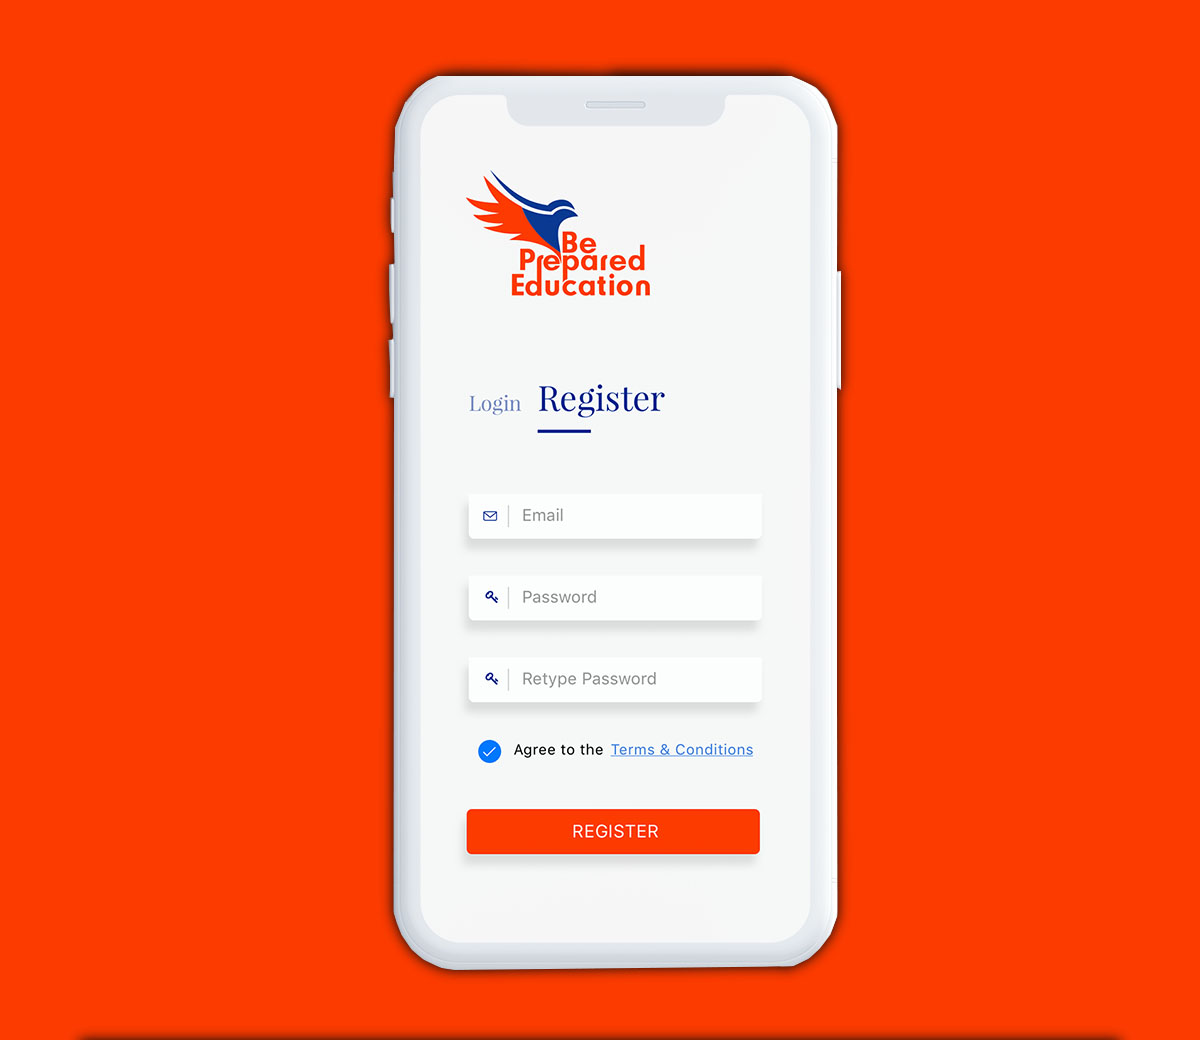 Be
Prepared
Education
Login Register
Email
Password
Retype Password
Agree to the Terms & Conditions
REGISTER